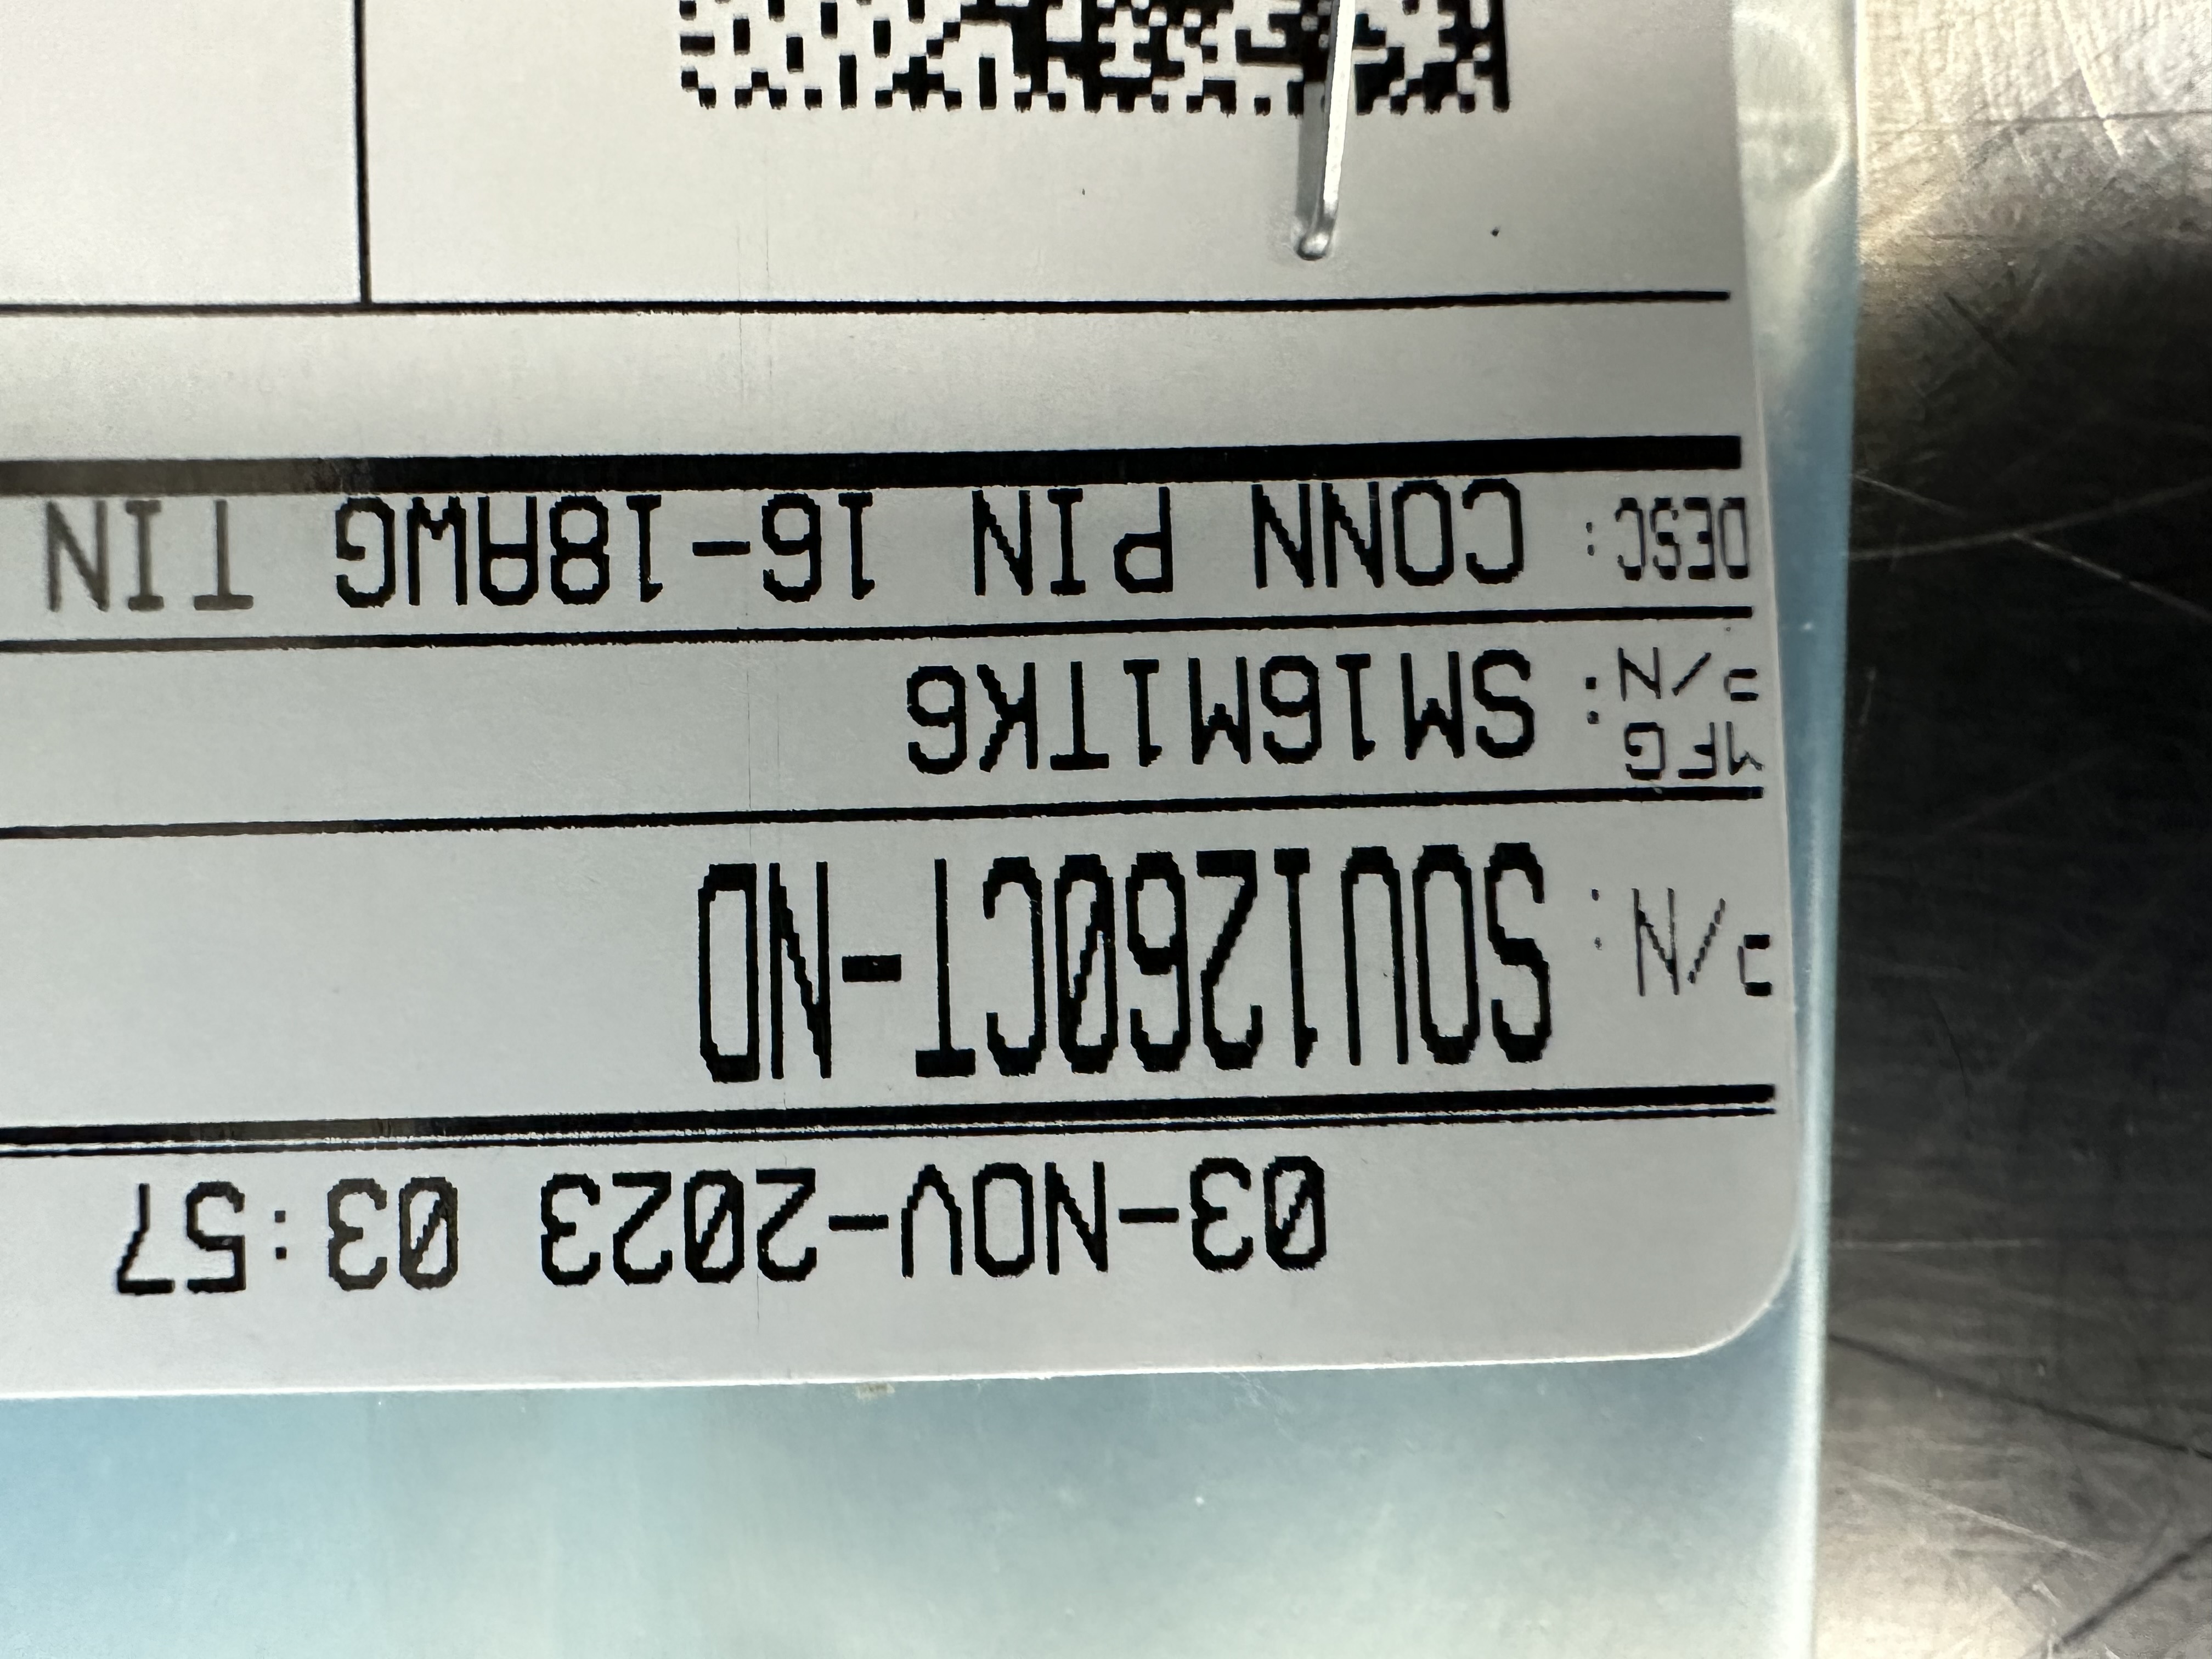 03-NOV-2023 03:57
P/N: SOU1260CT-ND
MFG
P/N: SM16M1TK6
DESC: CONN PIN 16-18AWG TIN